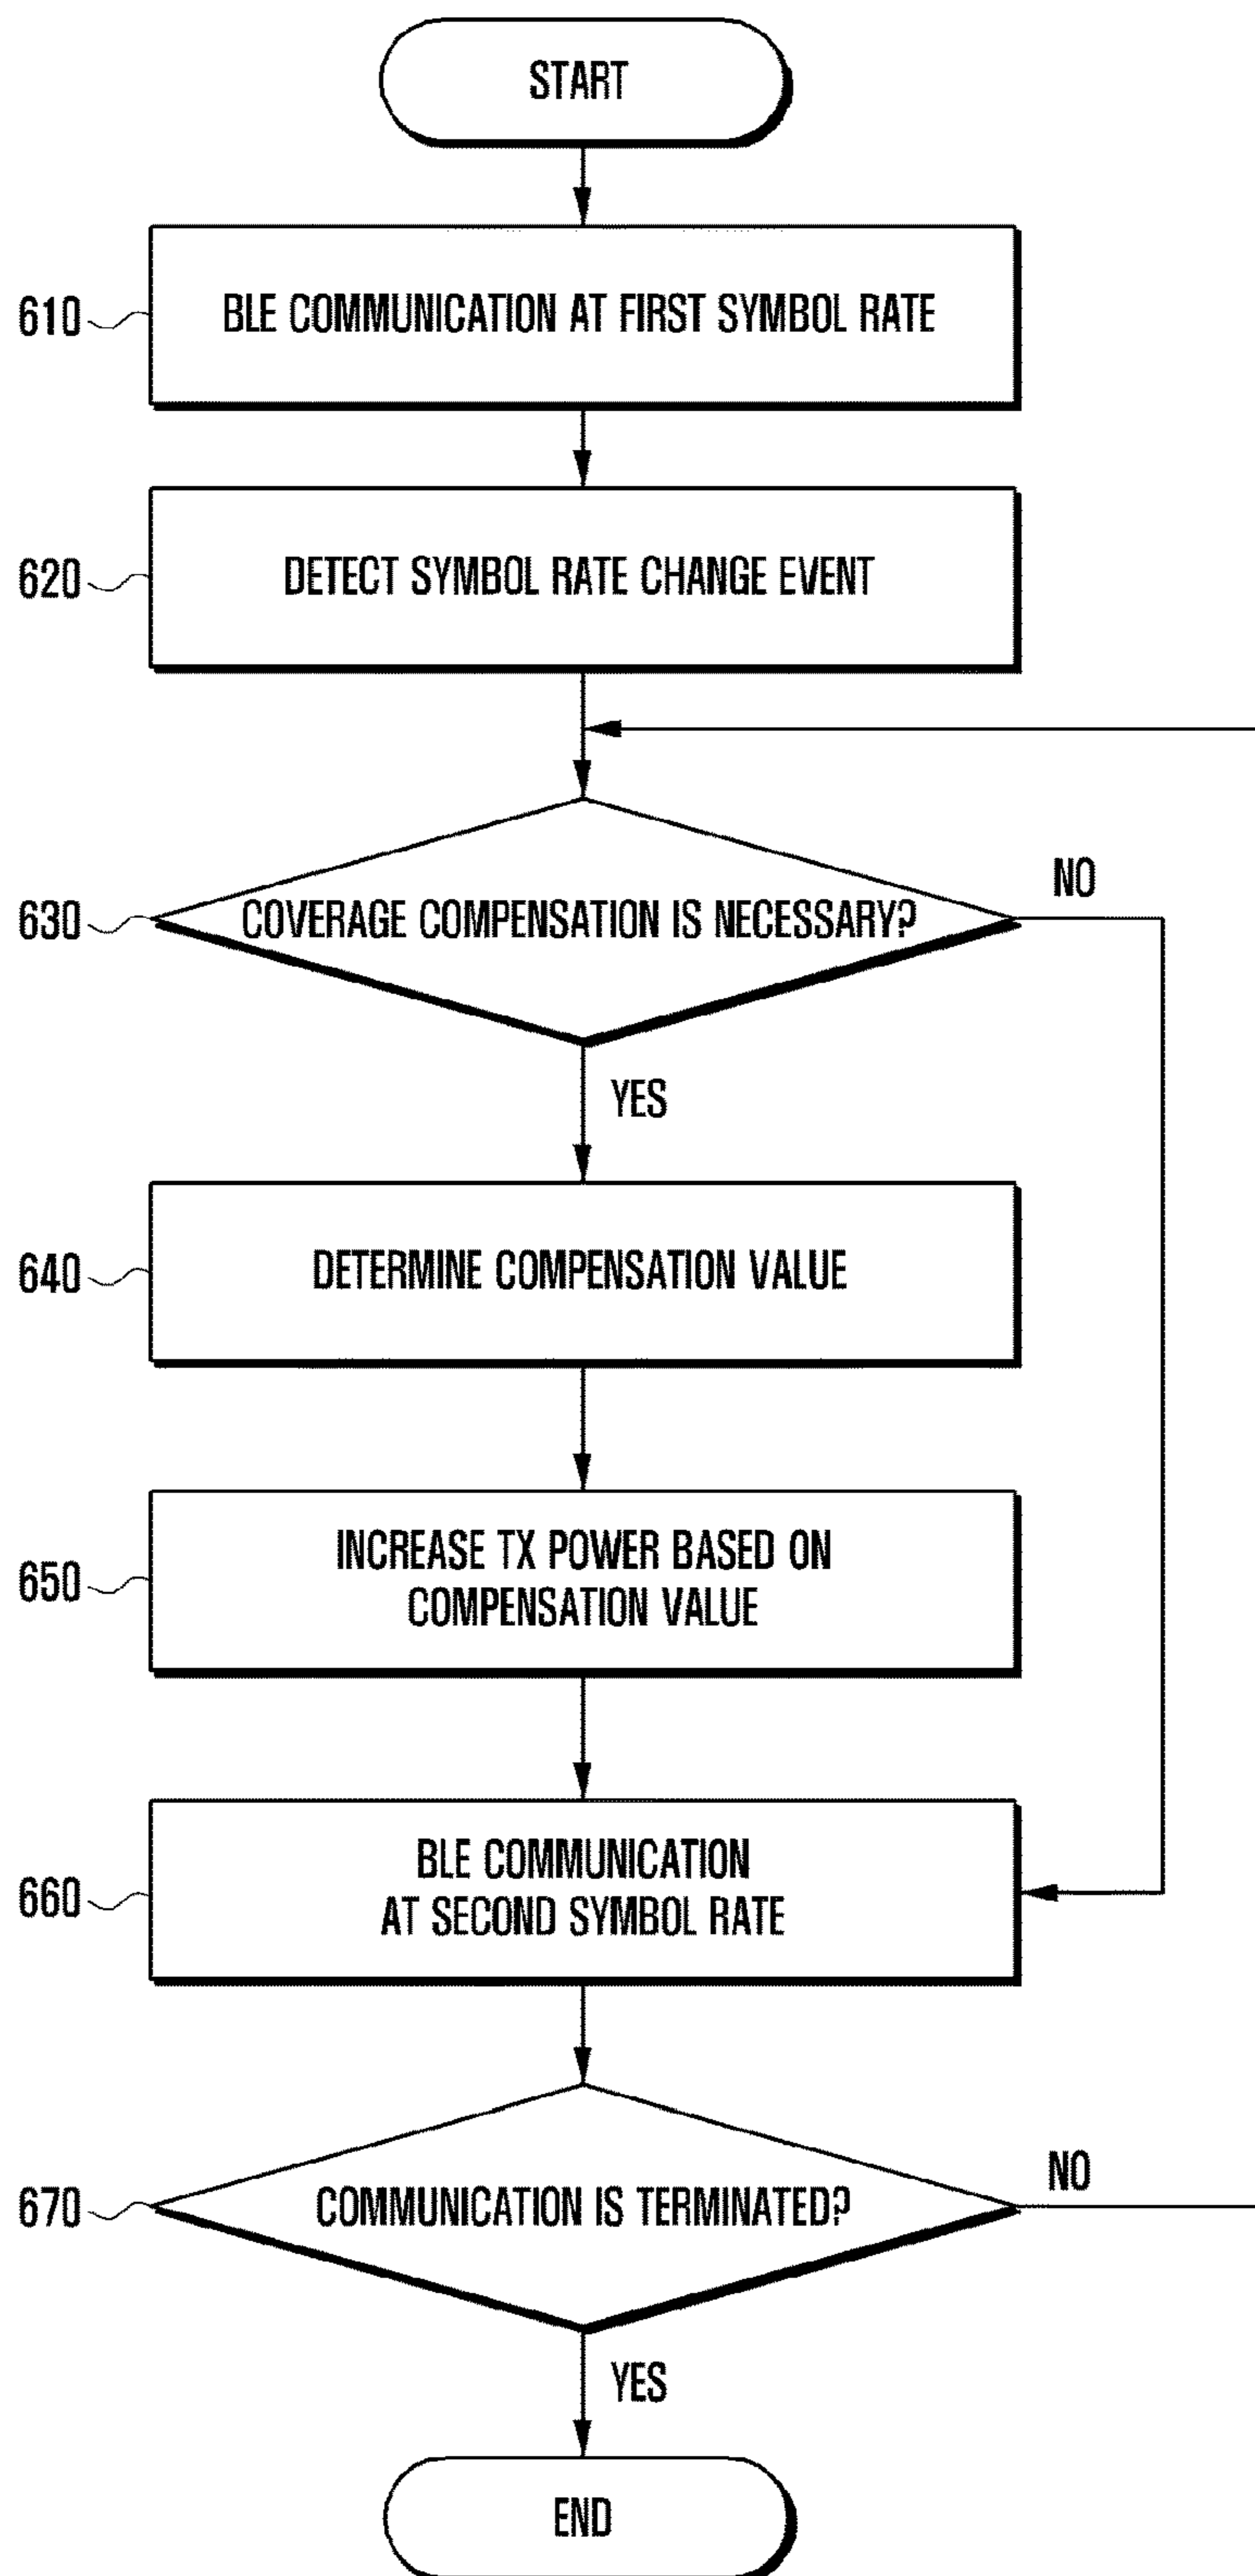 START
610
BLE COMMUNICATION AT FIRST SYMBOL RATE
620
DETECT SYMBOL RATE CHANGE EVENT
630
COVERAGE COMPENSATION IS NECESSARY?
NO
YES
640
DETERMINE COMPENSATION VALUE
650
INCREASE TX POWER BASED ON
COMPENSATION VALUE
660
BLE COMMUNICATION
AT SECOND SYMBOL RATE
670
COMMUNICATION IS TERMINATED?
NO
YES
END